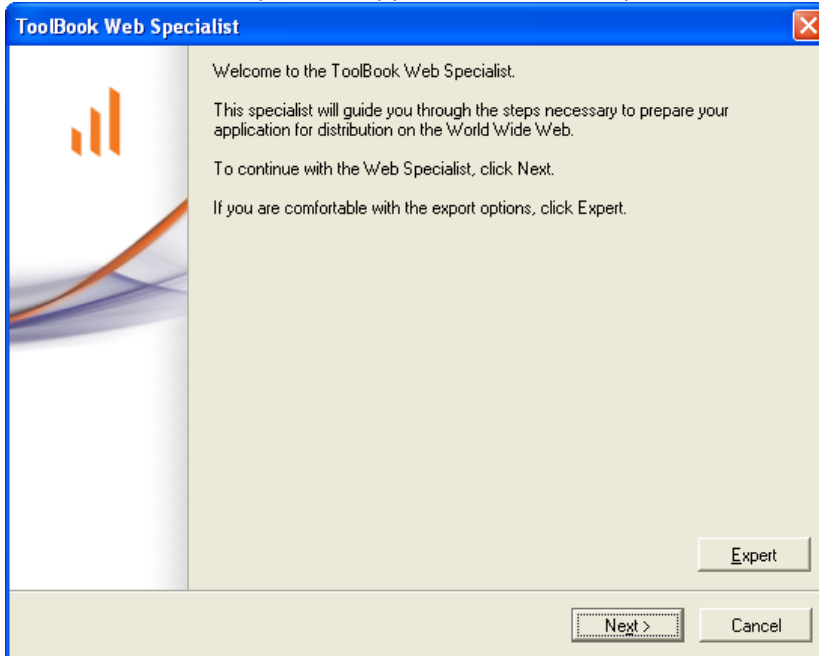 ToolBook Web Specialist
Welcome to the ToolBook Web Specialist.
This specialist will guide you through the steps necessary to prepare your
application for distribution on the World Wide Web.
To continue with the Web Specialist, click Next.
If you are comfortable with the export options, click Expert.
Expert
Next >
Cancel